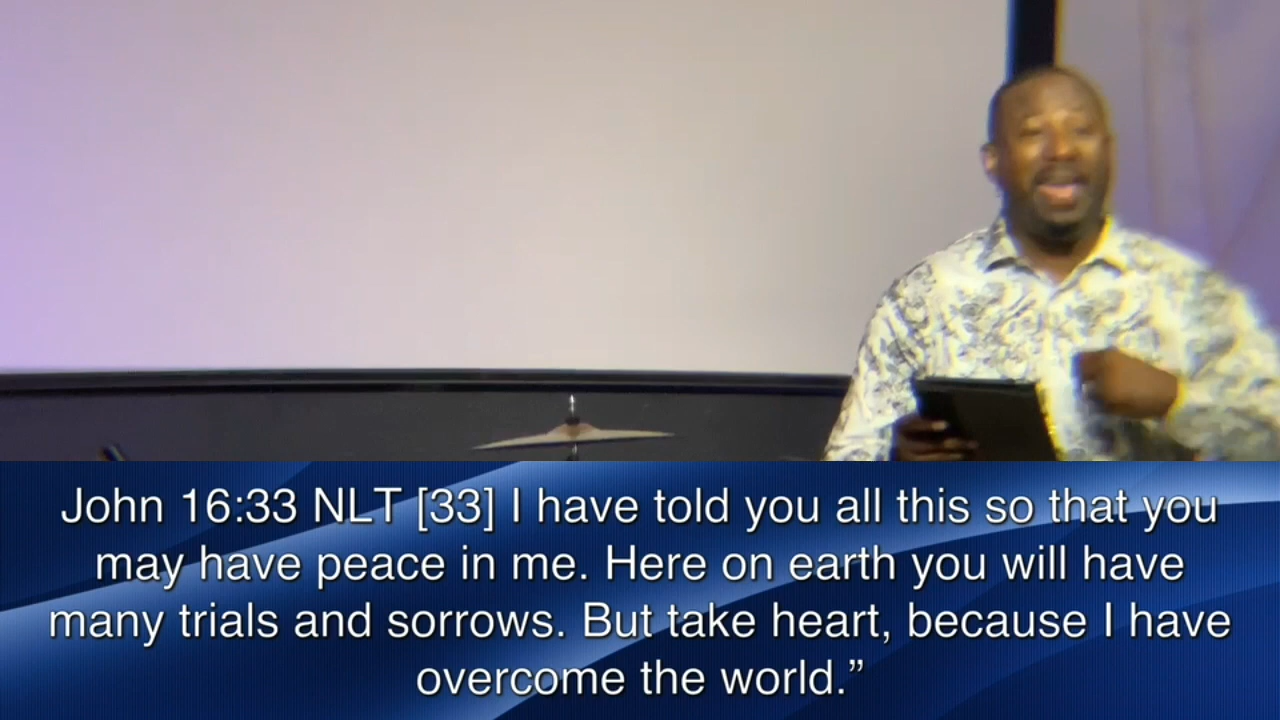 John 16:33 NLT [33] I have told you all this so that you
may have peace in me. Here on earth you will have
many trials and sorrows. But take heart, because I have
overcome the world.”